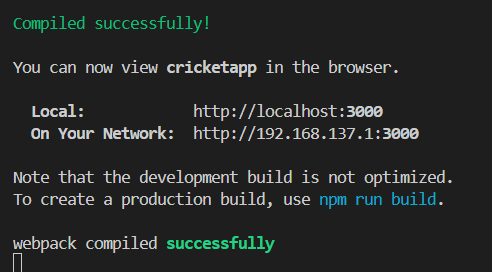 Compiled successfully!
You can now view cricketapp in the browser.
Local: http://localhost:3000
On Your Network: http://192.168.137.1:3000
Note that the development build is not optimized.
To create a production build, use npm run build.
webpack compiled successfully